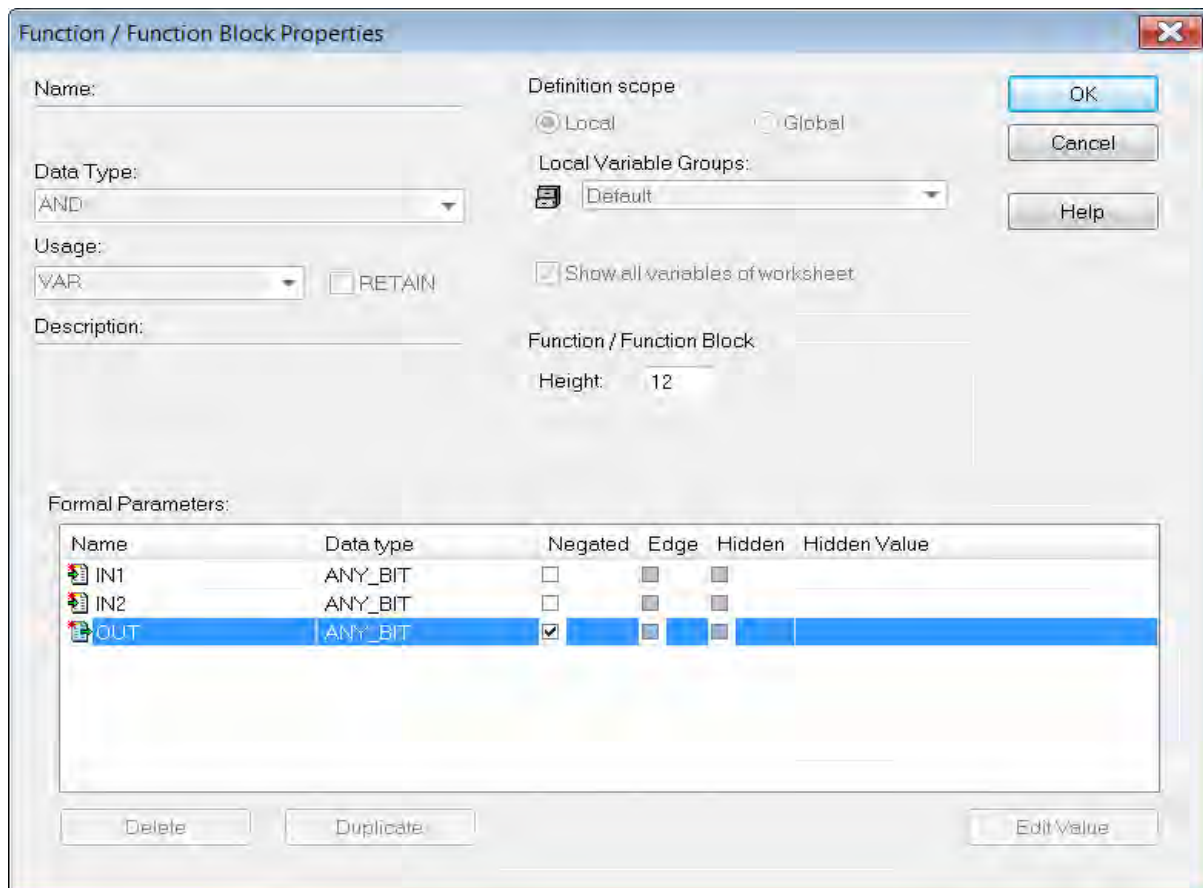 Function / Function Block Properties
Name:
Definition scope
Local
Global
OK
Cancel
Data Type:
AND
Local Variable Groups:
Default
Help
Usage:
VAR
RETAIN
Show all variables of worksheet
Description:
Function / Function Block
Height: 12
Formal Parameters:
Name Data type Negated Edge Hidden Hidden Value
IN1 ANY_BIT
IN2 ANY_BIT
OUT ANY_BIT
Delete Duplicate Edit Value